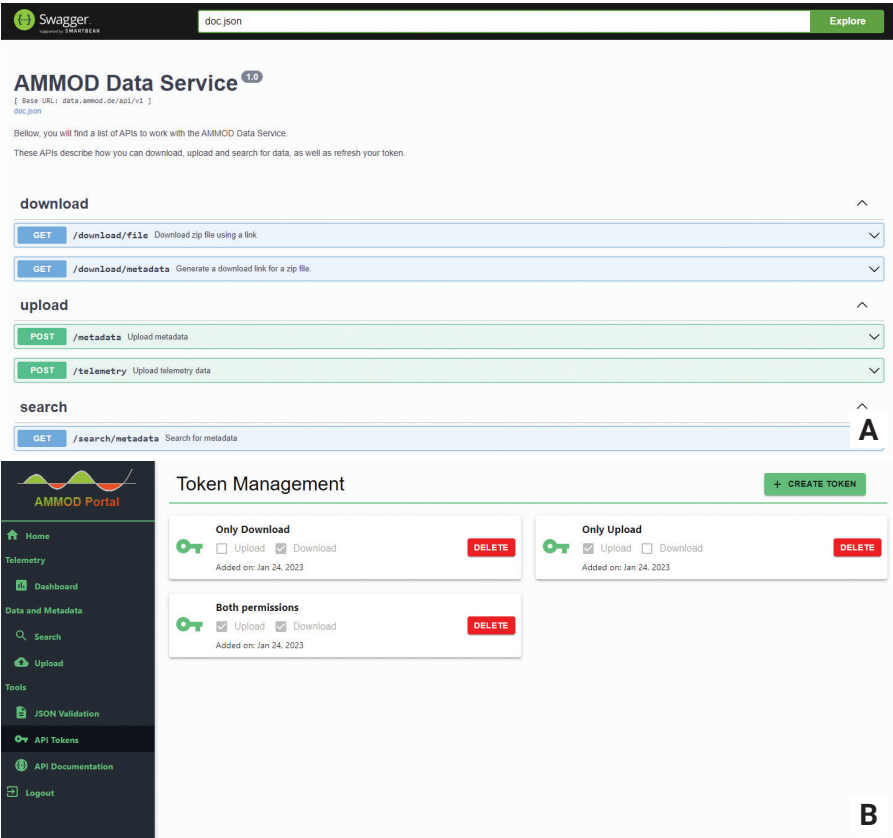 Swagger.
Supported by SMARTBEAR
doc.json
Explore
AMMOD Data Service 1.0
[ Base URL: data.ammod.de/api/v1 ]
doc.json
Bellow, you will find a list of APIs to work with the AMMOD Data Service.
These APIs describe how you can download, upload and search for data, as well as refresh your token.
download
GET /download/file Download zip file using a link.
GET /download/metadata Generate a download link for a zip file.
upload
POST /metadata Upload metadata
POST /telemetry Upload telemetry data
search
GET /search/metadata Search for metadata
A
AMMOD Portal
Home
Telemetry
Dashboard
Data and Metadata
Search
Upload
Tools
JSON Validation
API Tokens
API Documentation
Logout
Token Management
+ CREATE TOKEN
Only Download
Upload Download
DELETE
Added on: Jan 24, 2023
Only Upload
Upload Download
DELETE
Added on: Jan 24, 2023
Both permissions
Upload Download
DELETE
Added on: Jan 24, 2023
B